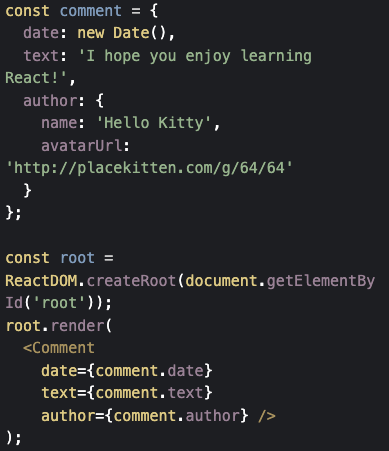 const comment = {
  date: new Date(),
  text: 'I hope you enjoy learning
React!',
  author: {
    name: 'Hello Kitty',
    avatarUrl:
'http://placekitten.com/g/64/64'
  }
};

const root =
ReactDOM.createRoot(document.getElementBy
Id('root'));
root.render(
  <Comment
    date={comment.date}
    text={comment.text}
    author={comment.author} />
);